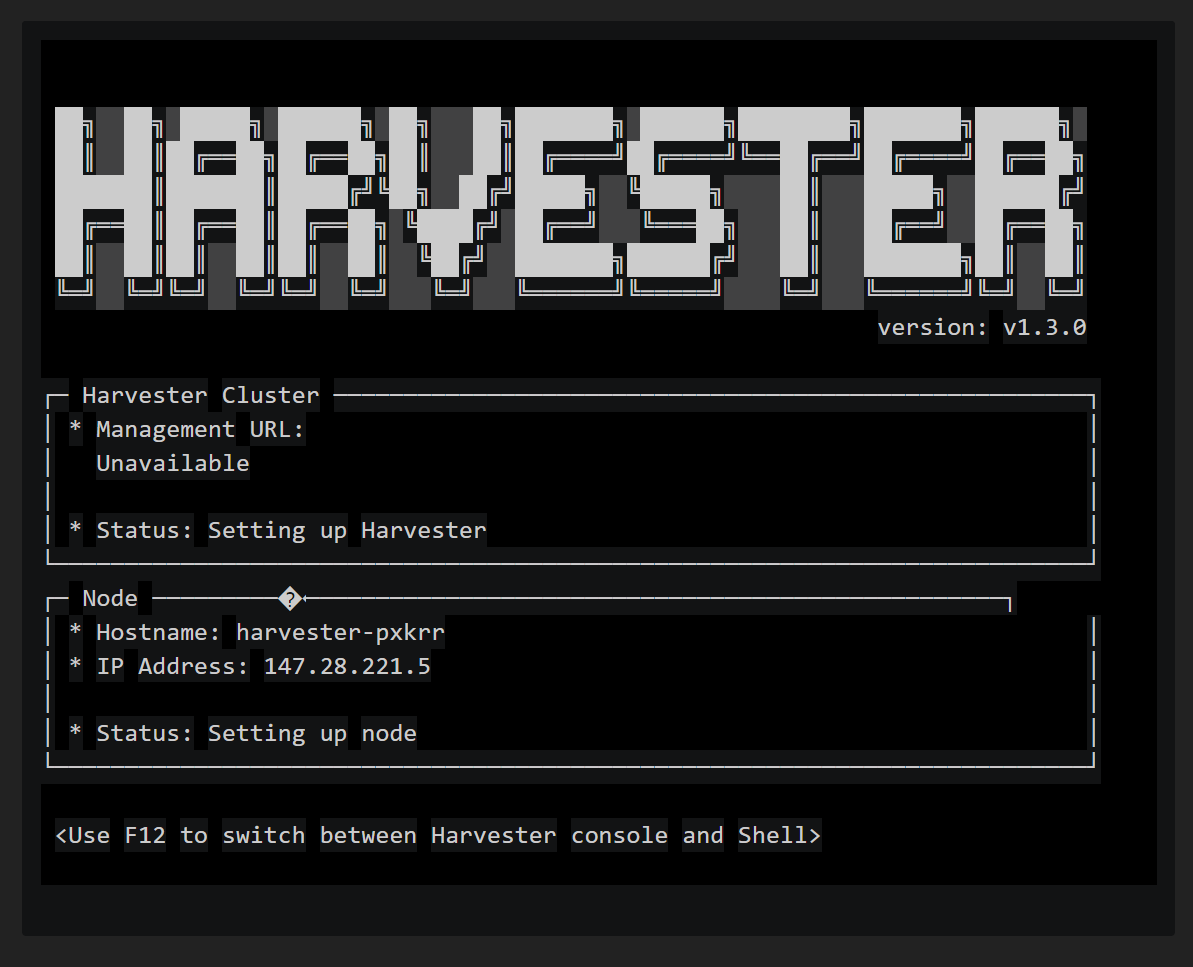 HARVESTER
version: v1.3.0
Harvester Cluster
* Management URL:
Unavailable
* Status: Setting up Harvester
Node �
* Hostname: harvester-pxkrr
* IP Address: 147.28.221.5
* Status: Setting up node
<Use F12 to switch between Harvester console and Shell>